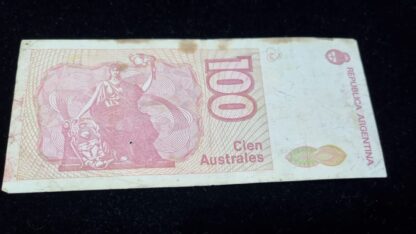 100
Cien
Australes
REPUBLICA ARGENTINA